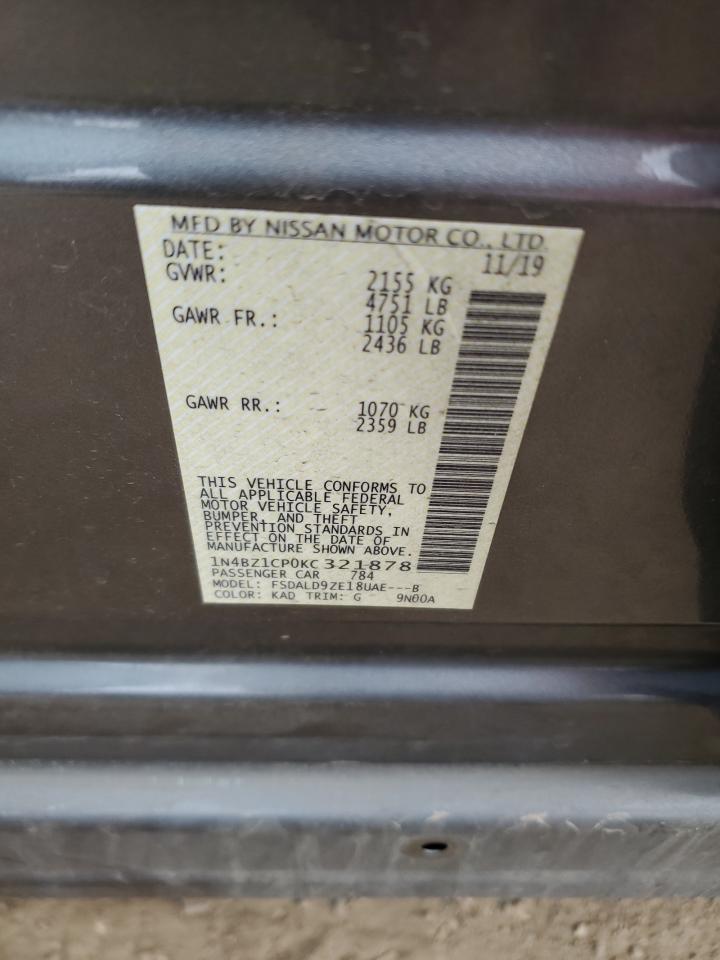 MFD BY NISSAN MOTOR CO., LTD.
DATE: 11/19
GVWR: 2155 KG
4751 LB
GAWR FR.: 1105 KG
2436 LB
GAWR RR.: 1070 KG
2359 LB
THIS VEHICLE CONFORMS TO
ALL APPLICABLE FEDERAL
MOTOR VEHICLE SAFETY,
BUMPER, AND THEFT
PREVENTION STANDARDS IN
EFFECT ON THE DATE OF
MANUFACTURE SHOWN ABOVE.
1N4BZ1CP0KC321878
PASSENGER CAR 784
MODEL: FSDALD9ZE18UAE---B
COLOR: KAD TRIM: G 9N00A